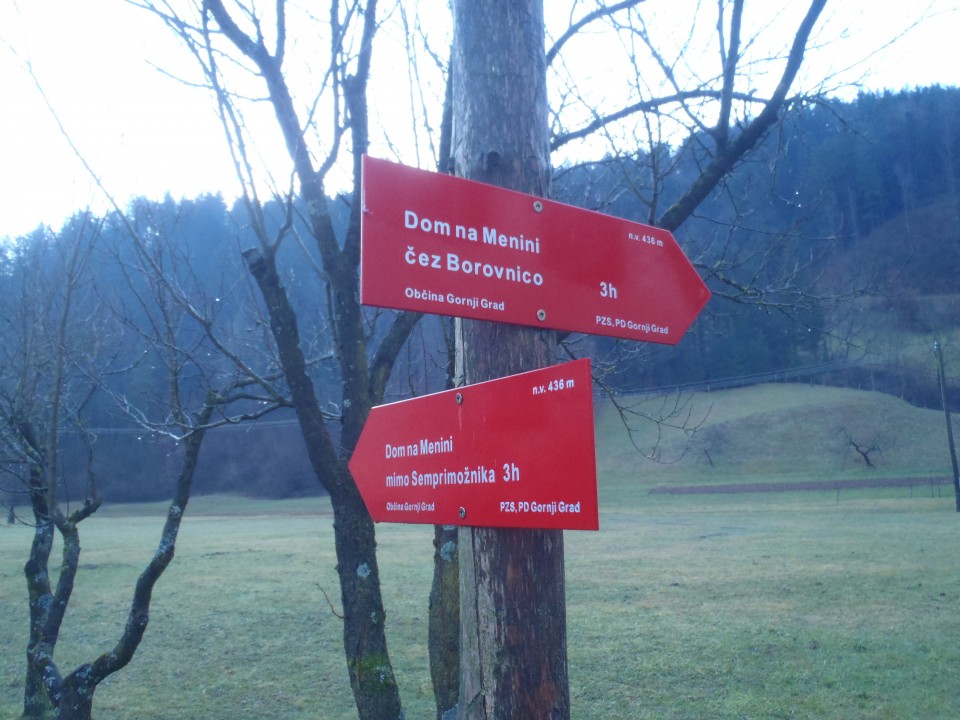 n.v. 436 m
Dom na Menini
čez Borovnico
3h
Občina Gornji Grad
PZS, PD Gornji Grad
n.v. 436 m
Dom na Menini
mimo Semprimožnika 3h
Občina Gornji Grad
PZS, PD Gornji Grad